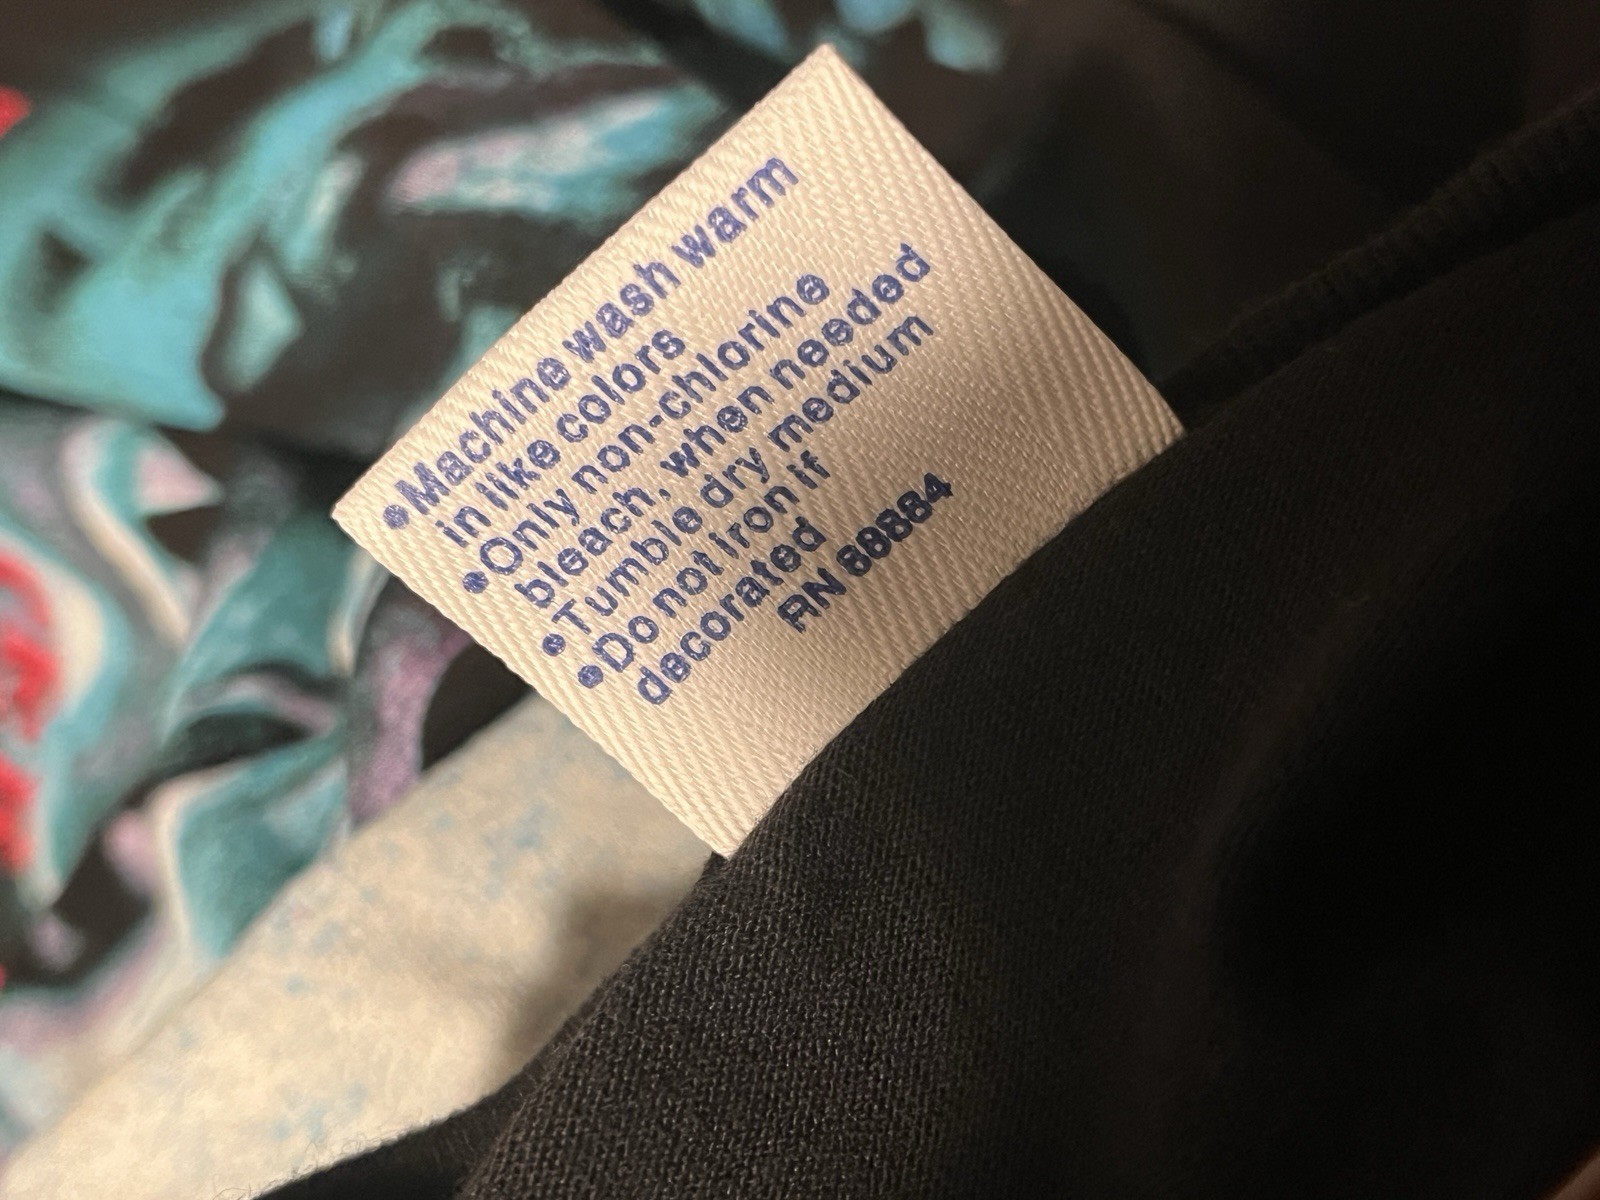 •Machine wash warm
in like colors
•Only non-chlorine
bleach, when needed
•Tumble dry medium
•Do not iron if
decorated
RN 88884